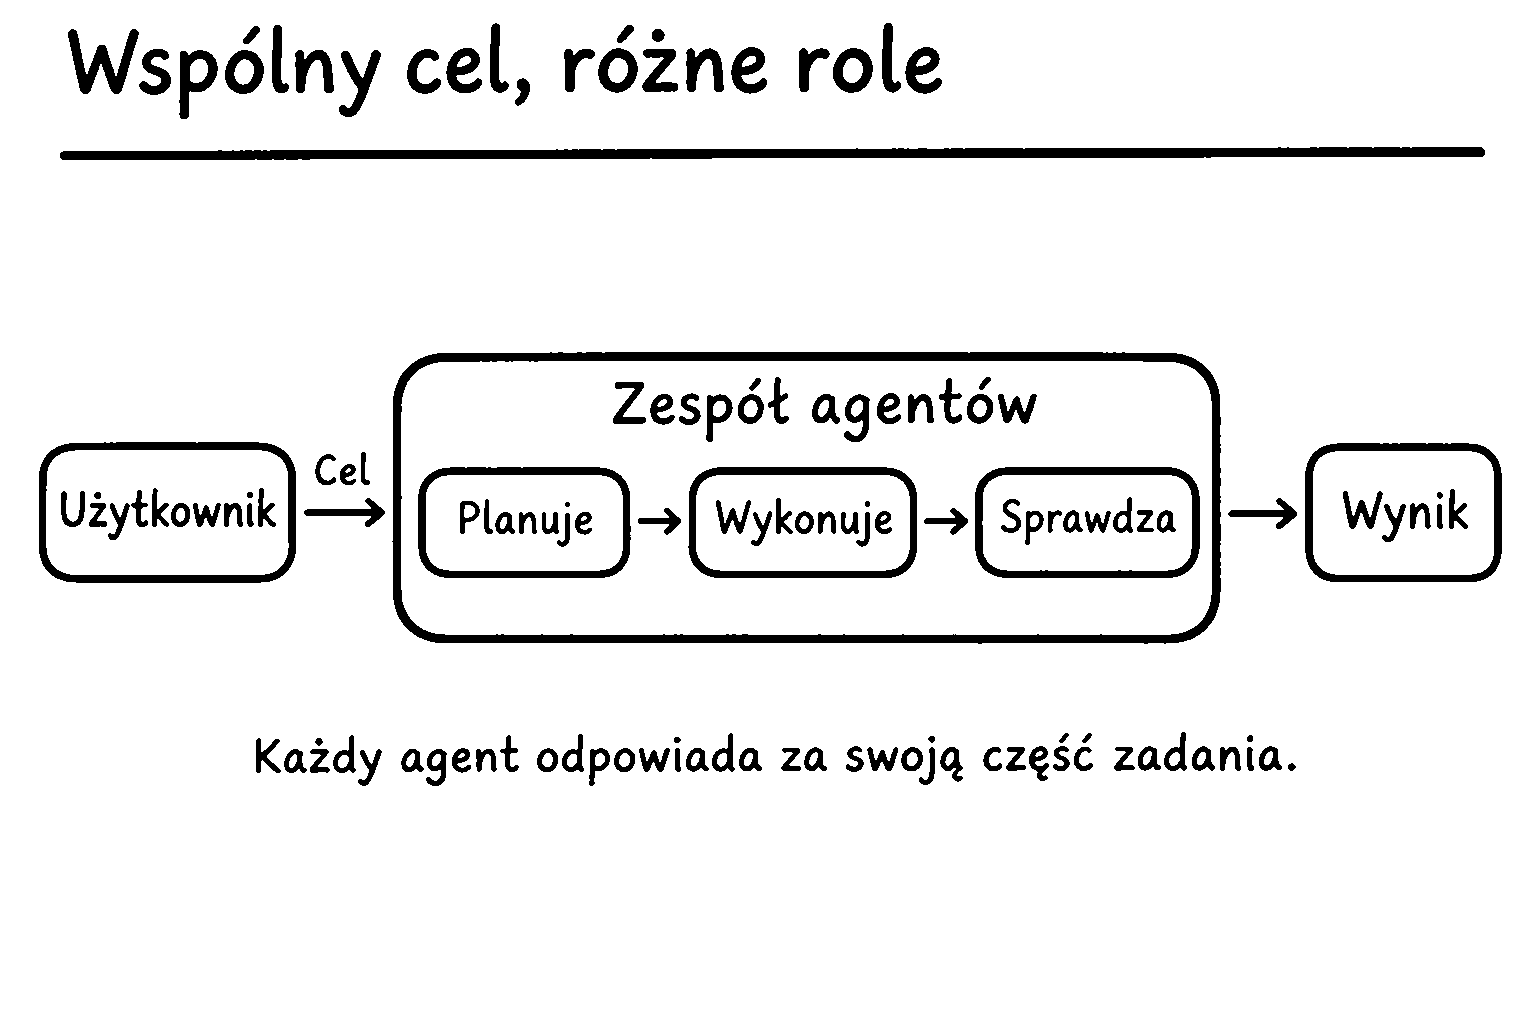 Wspólny cel, różne role
Zespół agentów
Użytkownik
Cel
Planuje
Wykonuje
Sprawdza
Wynik
Każdy agent odpowiada za swoją część zadania.